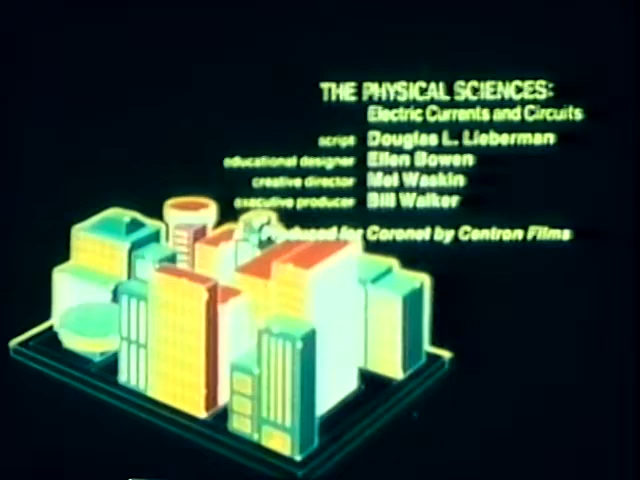 THE PHYSICAL SCIENCES:
Electric Currents and Circuits
script Douglas L. Lieberman
educational designer Ellen Bowen
creative director Mel Waskin
executive producer Bill Walker
Produced for Coronet by Centron Films